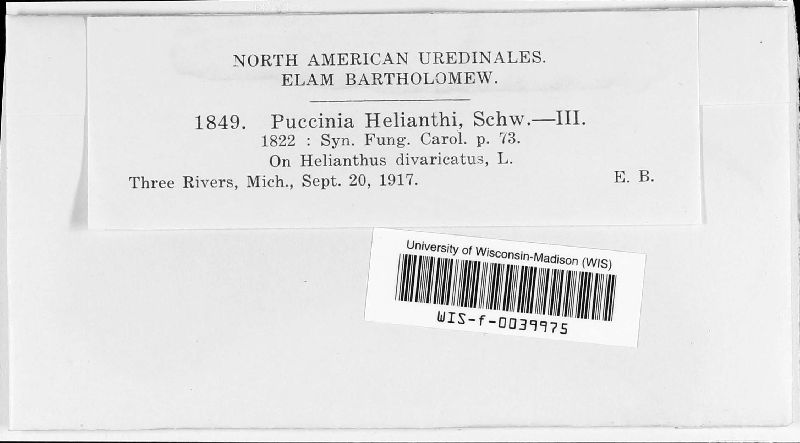 NORTH AMERICAN UREDINALES.
ELAM BARTHOLOMEW.
1849. Puccinia Helianthi, Schw.—III.
1822 : Syn. Fung. Carol. p. 73.
On Helianthus divaricatus, L.
Three Rivers, Mich., Sept. 20, 1917. E. B.
University of Wisconsin-Madison (WIS)
WIS-f-0039975